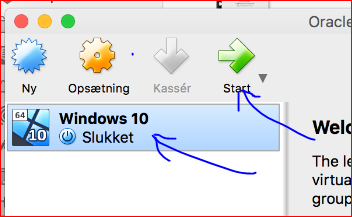 Oracle
Ny Opsætning Kassér Start
64
10
Windows 10
Slukket
Welc
The le
virtua
group